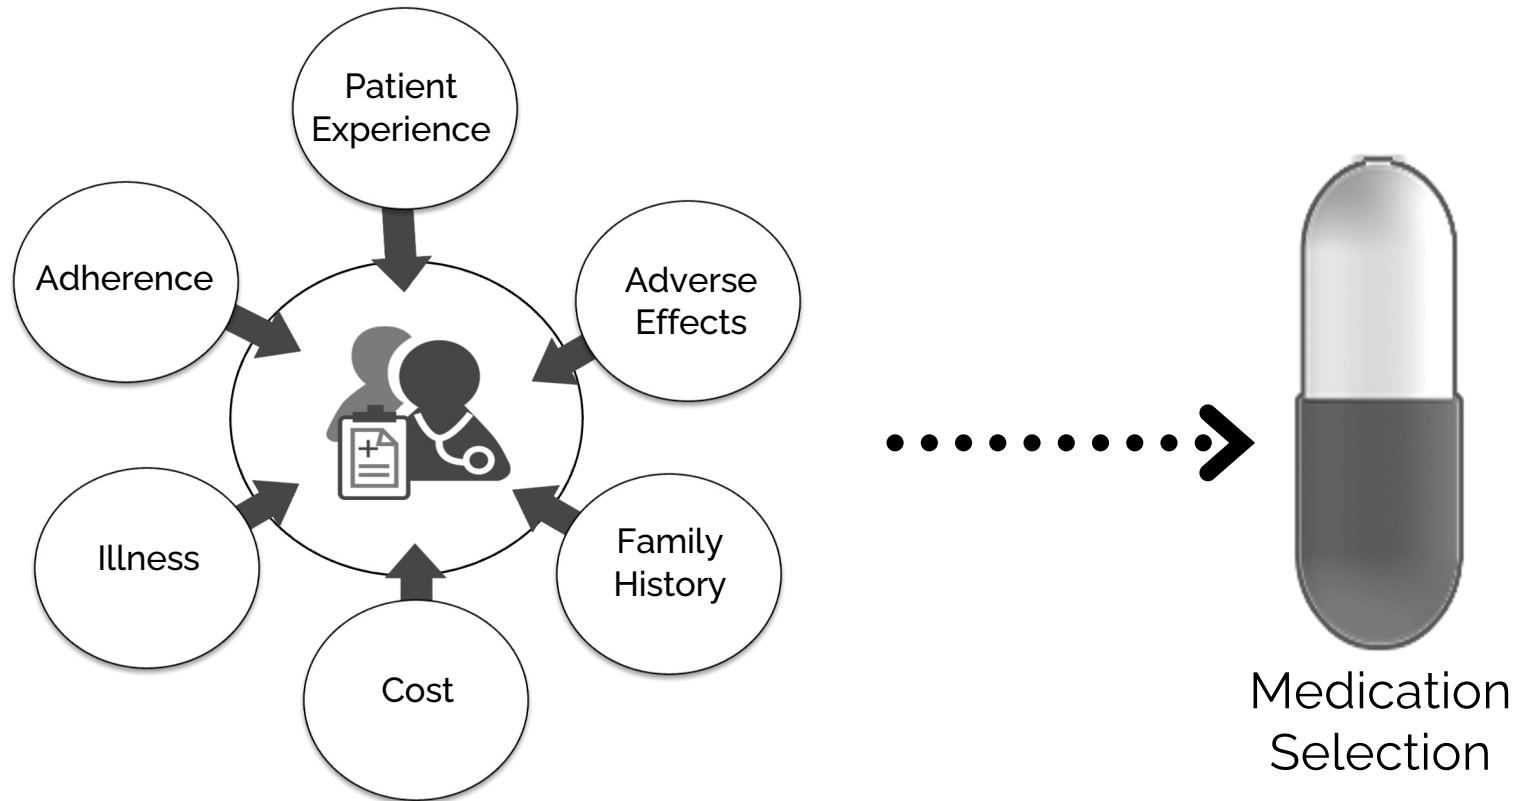 Patient
Experience
Adherence
Adverse
Effects
Illness
Family
History
Cost
Medication
Selection